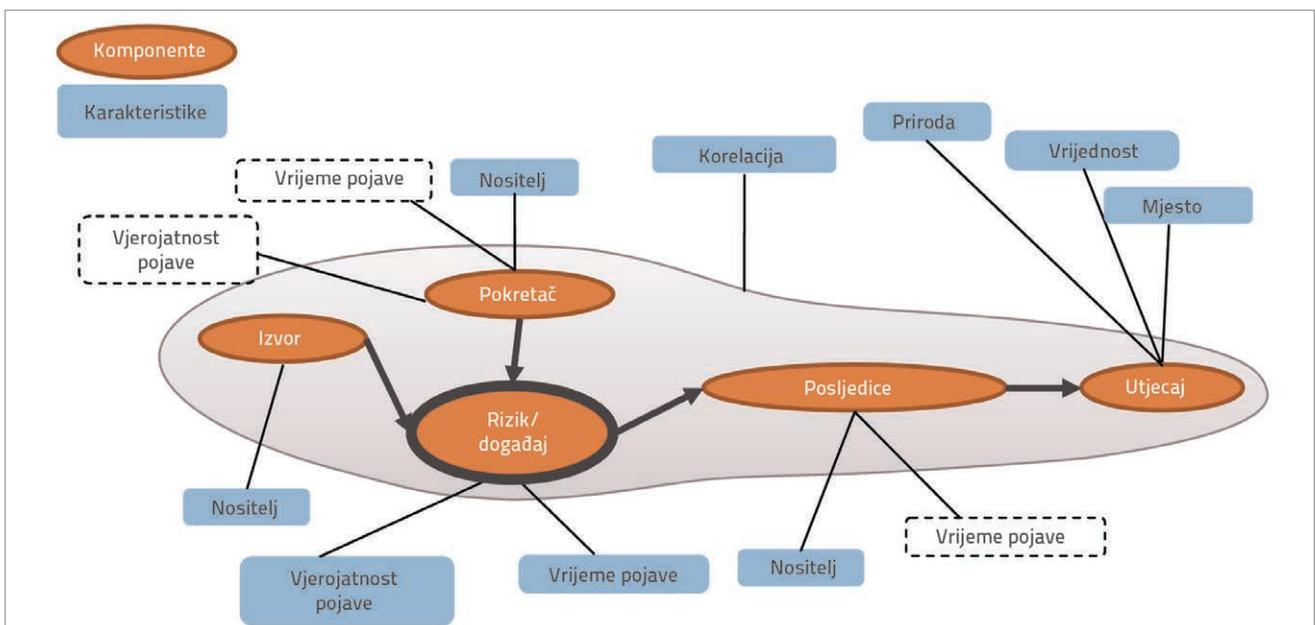 Komponente
Karakteristike
Vrijeme pojave
Nositelj
Korelacija
Priroda
Vrijednost
Mjesto
Vjerojatnost
pojave
Pokretač
Izvor
Posljedice
Utjecaj
Rizik/
događaj
Nositelj
Vjerojatnost
pojave
Vrijeme pojave
Nositelj
Vrijeme pojave